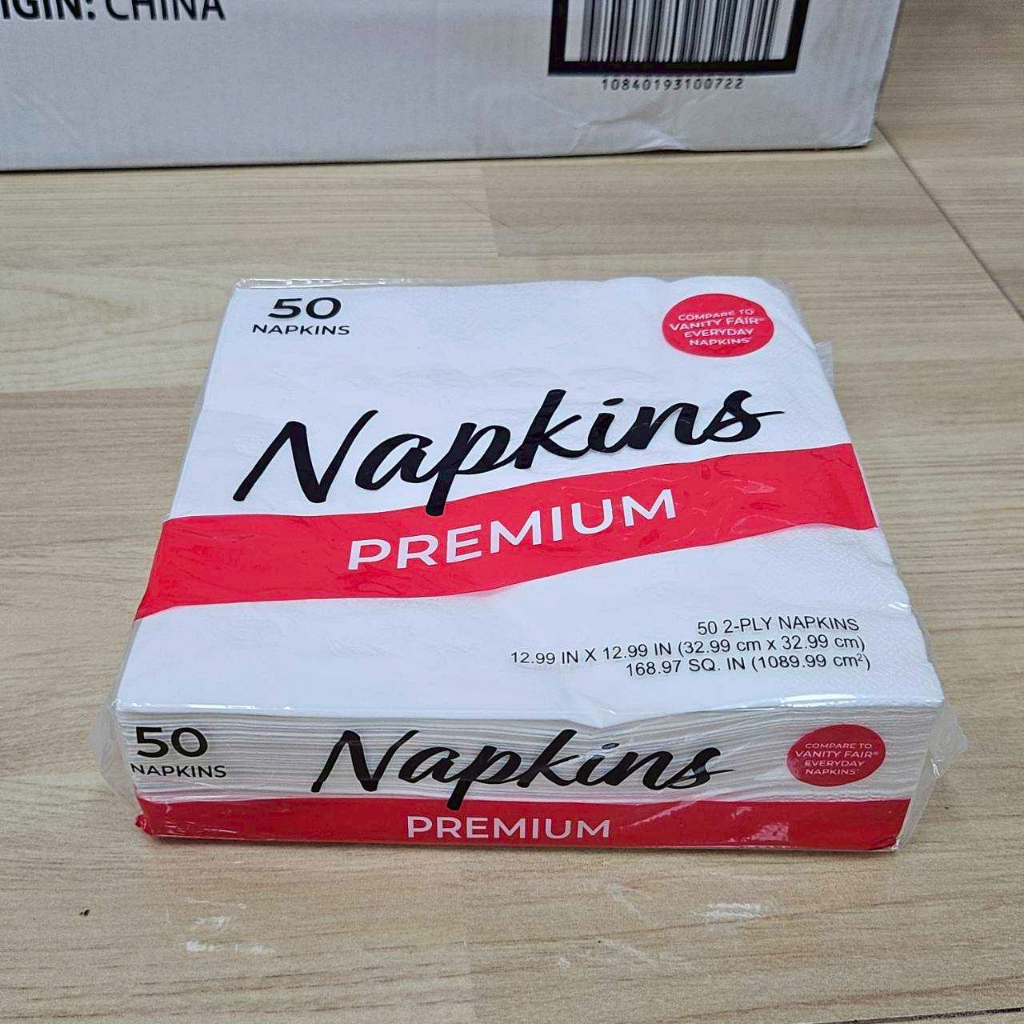 IGIN: CHINA
10840193100722
50
NAPKINS
COMPARE TO
VANITY FAIR®
EVERYDAY
NAPKINS*
Napkins
PREMIUM
50 2-PLY NAPKINS
12.99 IN X 12.99 IN (32.99 cm x 32.99 cm)
168.97 SQ. IN (1089.99 cm²)
50
NAPKINS
Napkins
PREMIUM
COMPARE TO
VANITY FAIR®
EVERYDAY
NAPKINS*